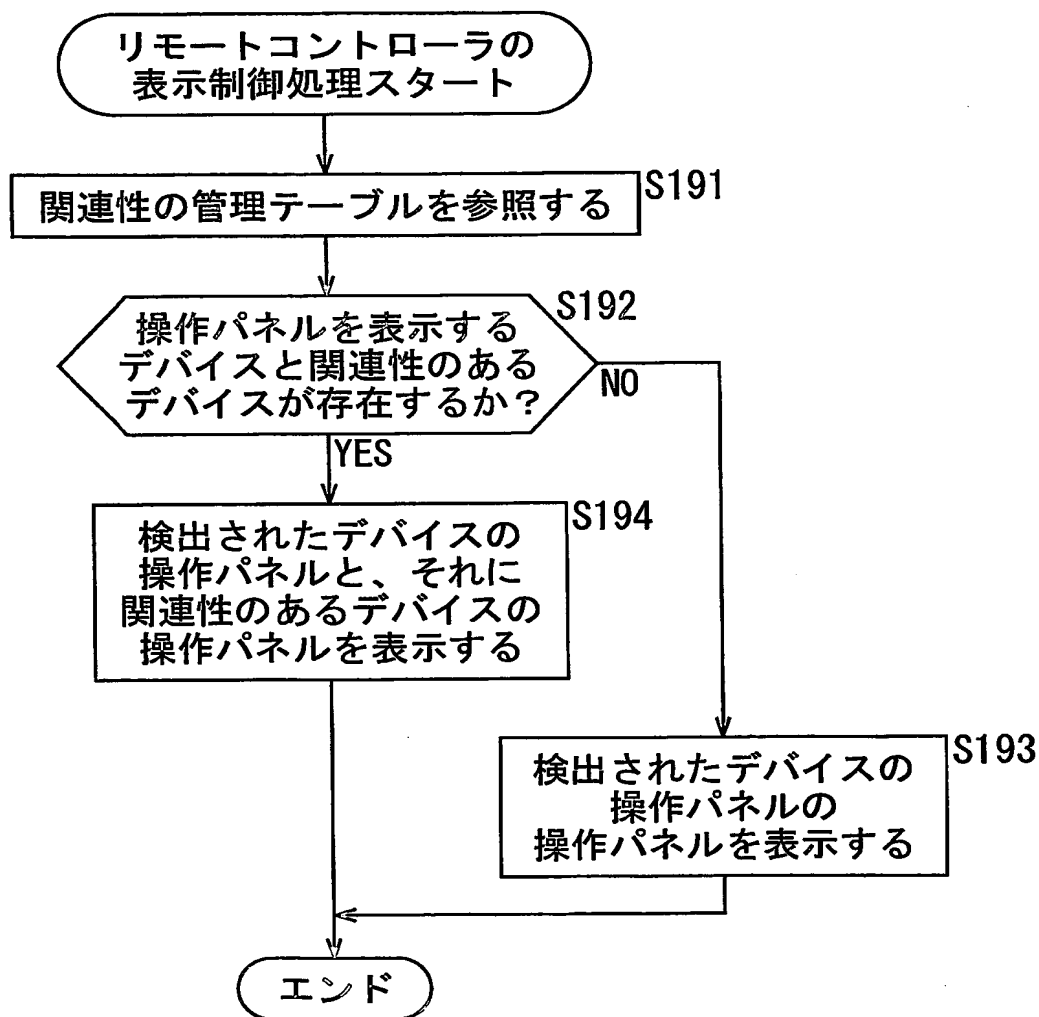 リモートコントローラの
表示制御処理スタート
関連性の管理テーブルを参照する
S191
操作パネルを表示する
デバイスと関連性のある
デバイスが存在するか?
S192
NO
YES
検出されたデバイスの
操作パネルと、それに
関連性のあるデバイスの
操作パネルを表示する
S194
検出されたデバイスの
操作パネルの
操作パネルを表示する
S193
エンド